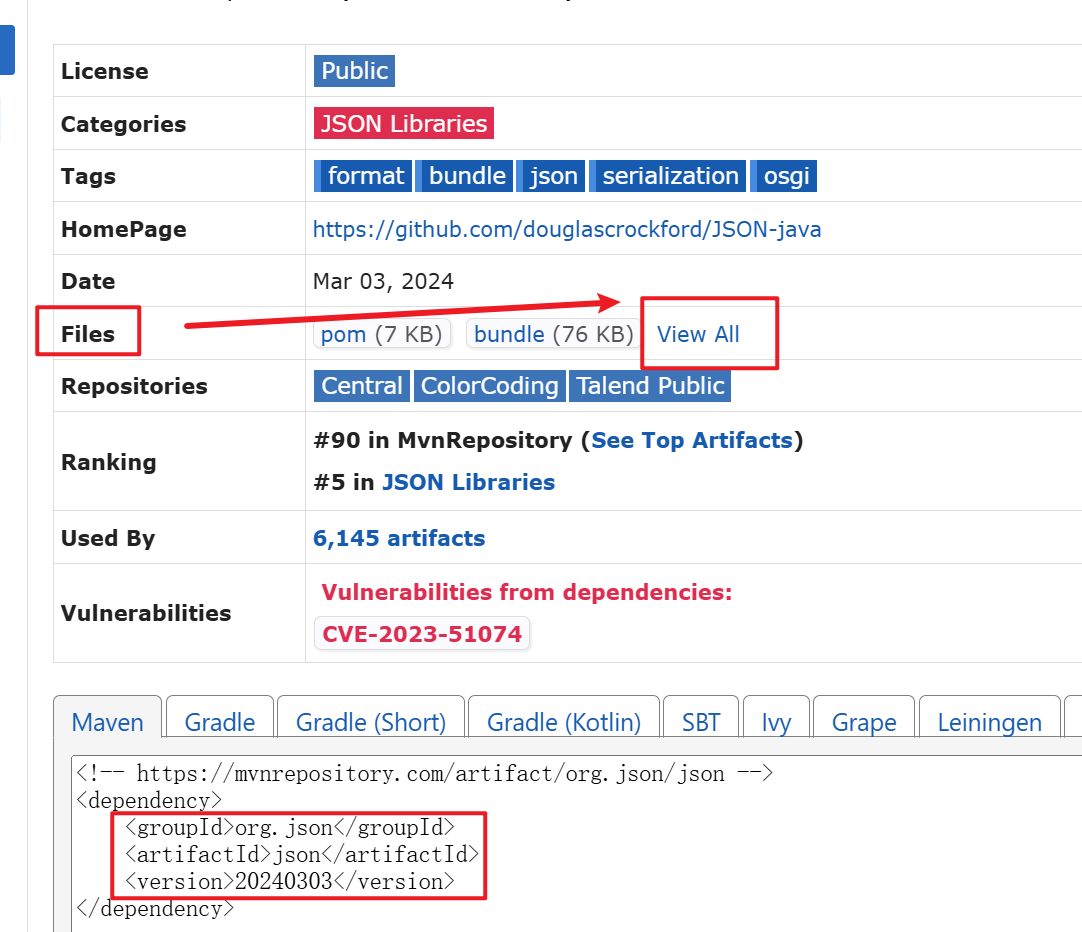 License Public
Categories JSON Libraries
Tags format bundle json serialization osgi
HomePage https://github.com/douglascrockford/JSON-java
Date Mar 03, 2024
Files pom (7 KB) bundle (76 KB) View All
Repositories Central ColorCoding Talend Public
Ranking
#90 in MvnRepository (See Top Artifacts)
#5 in JSON Libraries
Used By 6,145 artifacts
Vulnerabilities
Vulnerabilities from dependencies:
CVE-2023-51074
Maven Gradle Gradle (Short) Gradle (Kotlin) SBT Ivy Grape Leiningen
<!-- https://mvnrepository.com/artifact/org.json/json -->
<dependency>
<groupId>org.json</groupId>
<artifactId>json</artifactId>
<version>20240303</version>
</dependency>